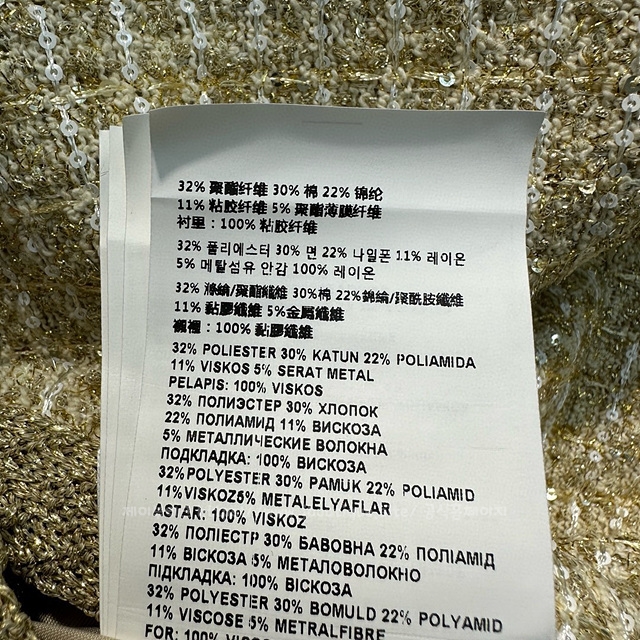 32% 聚酯纤维 30% 棉 22% 锦纶
11% 粘胶纤维 5% 聚酯薄膜纤维
衬里：100% 粘胶纤维
32% 폴리에스터 30% 면 22% 나일폰 11% 레이온
5% 메탈섬유 안감 100% 레이온
32% 滌綸/聚酯纖維 30%棉 22%錦綸/聚酰胺纖維
11% 黏膠纖維 5%金屬纖維
襯裡：100% 黏膠纖維
32% POLIESTER 30% KATUN 22% POLIAMIDA
11% VISKOS 5% SERAT METAL
PELAPIS: 100% VISKOS
32% ПОЛИЭСТЕР 30% ХЛОПОК
22% ПОЛИАМИД 11% ВИСКОЗА
5% МЕТАЛЛИЧЕСКИЕ ВОЛОКНА
ПОДКЛАДКА: 100% ВИСКОЗА
32%POLYESTER 30% PAMUK 22% POLIAMID
11%VISKOZ5% METALELYAFLAR
ASTAR: 100% VISKOZ
32% ПОЛІЕСТР 30% БАВОВНА 22% ПОЛІАМІД
11% ВІСКОЗА 5% МЕТАЛОВОЛОКНО
ПІДКЛАДКА: 100% ВІСКОЗА
32% POLYESTER 30% BOMULD 22% POLYAMID
11% VISCOSE 5% METRALFIBRE
FOR: 100%